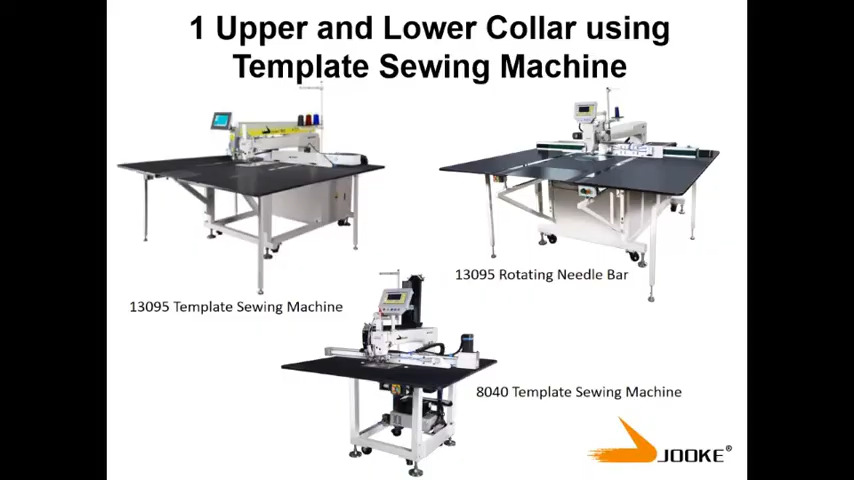 1 Upper and Lower Collar using
Template Sewing Machine
13095 Rotating Needle Bar
13095 Template Sewing Machine
8040 Template Sewing Machine
JOOKE®